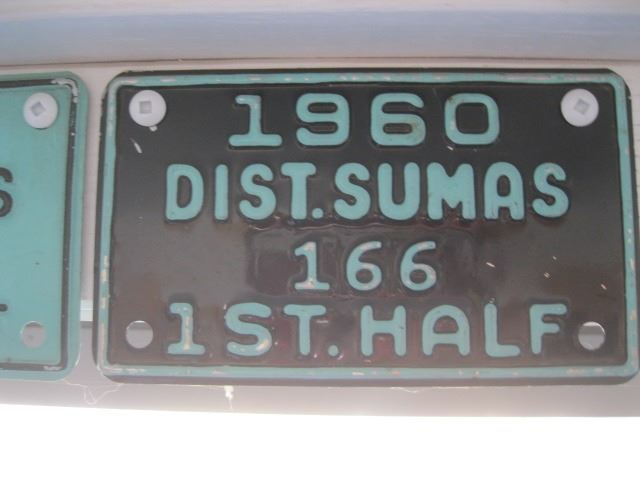 1960
DIST. SUMAS
166
1ST. HALF